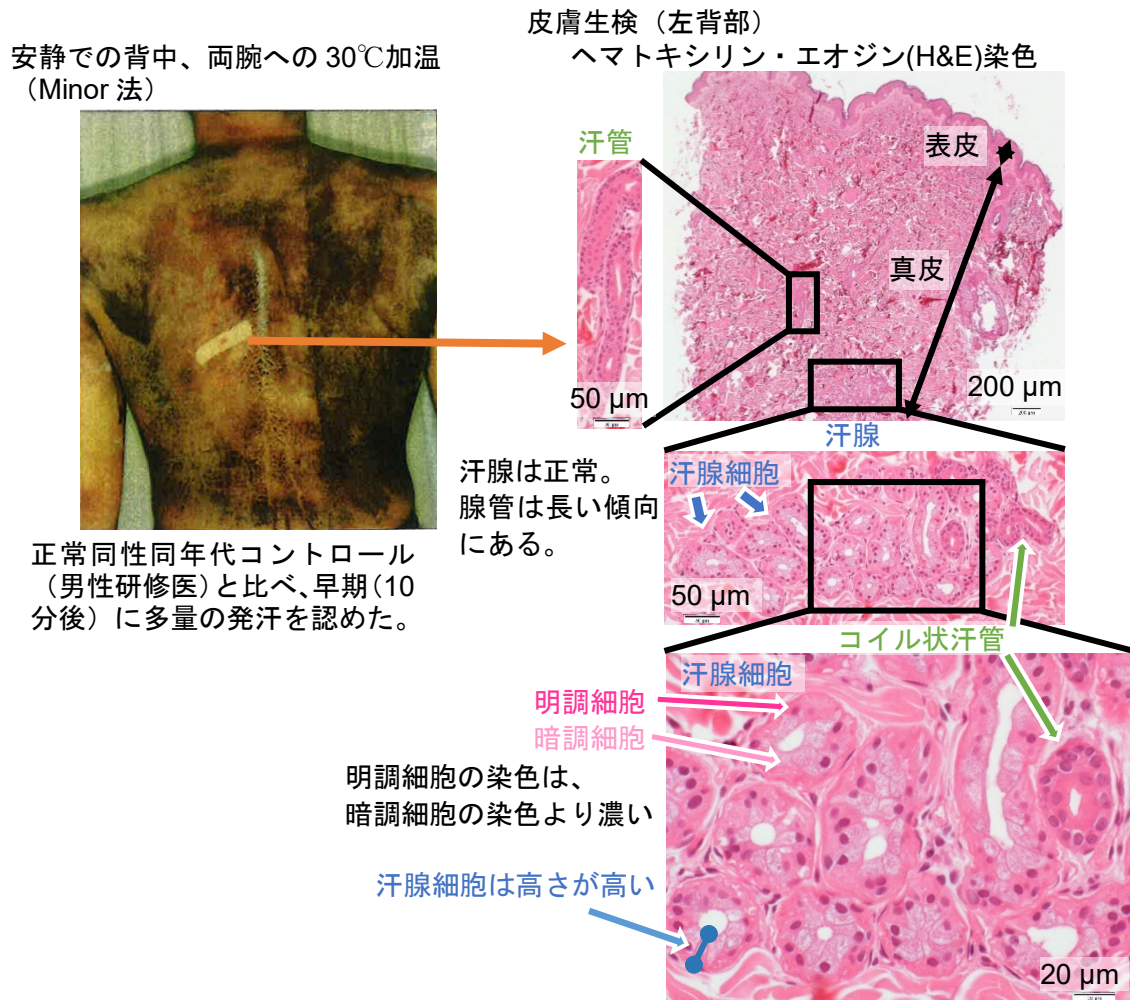 皮膚生検（左背部）
ヘマトキシリン・エオジン(H&E)染色
安静での背中、両腕への 30℃加温
（Minor 法）
汗管
表皮
真皮
50 μm
200 μm
汗腺
汗腺は正常。
腺管は長い傾向
にある。
汗腺細胞
50 μm
正常同性同年代コントロール
（男性研修医）と比べ、早期（10
分後）に多量の発汗を認めた。
コイル状汗管
汗腺細胞
明調細胞
暗調細胞
明調細胞の染色は、
暗調細胞の染色より濃い
汗腺細胞は高さが高い
20 μm